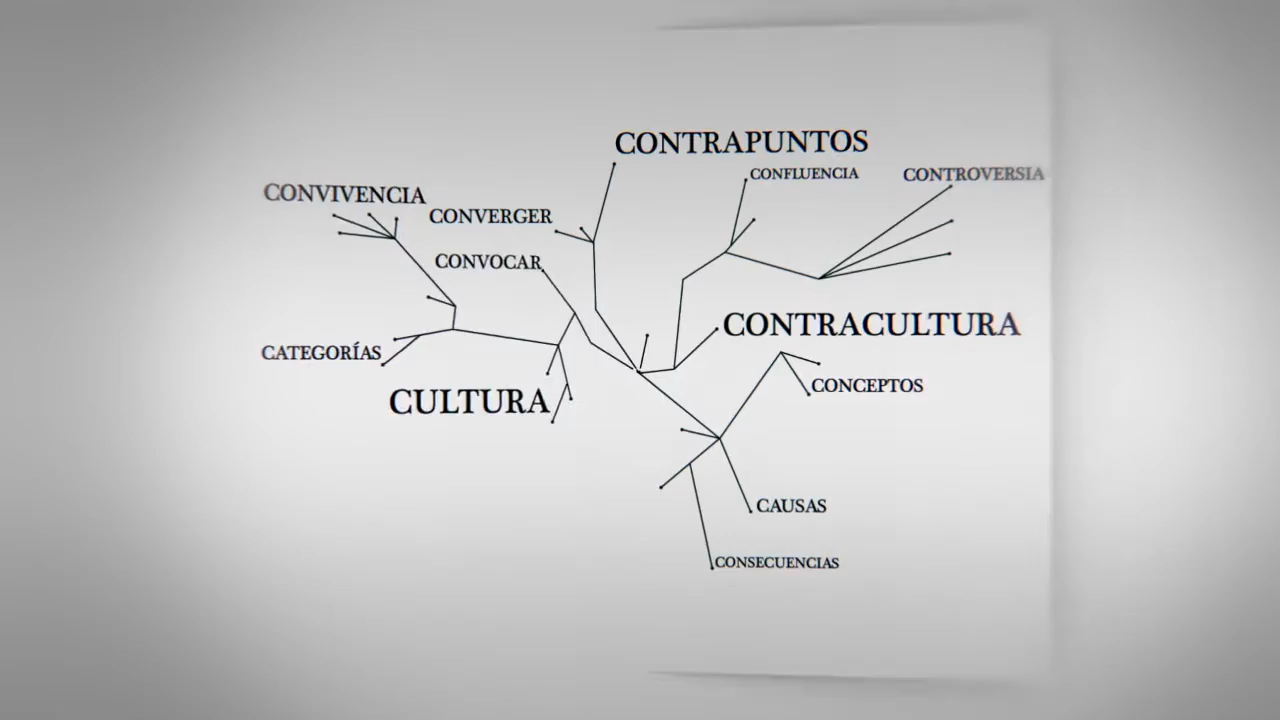 CONTRAPUNTOS
CONFLUENCIA
CONTROVERSIA
CONVIVENCIA
CONVERGER
CONVOCAR
CONTRACULTURA
CATEGORÍAS
CONCEPTOS
CULTURA
CAUSAS
CONSECUENCIAS